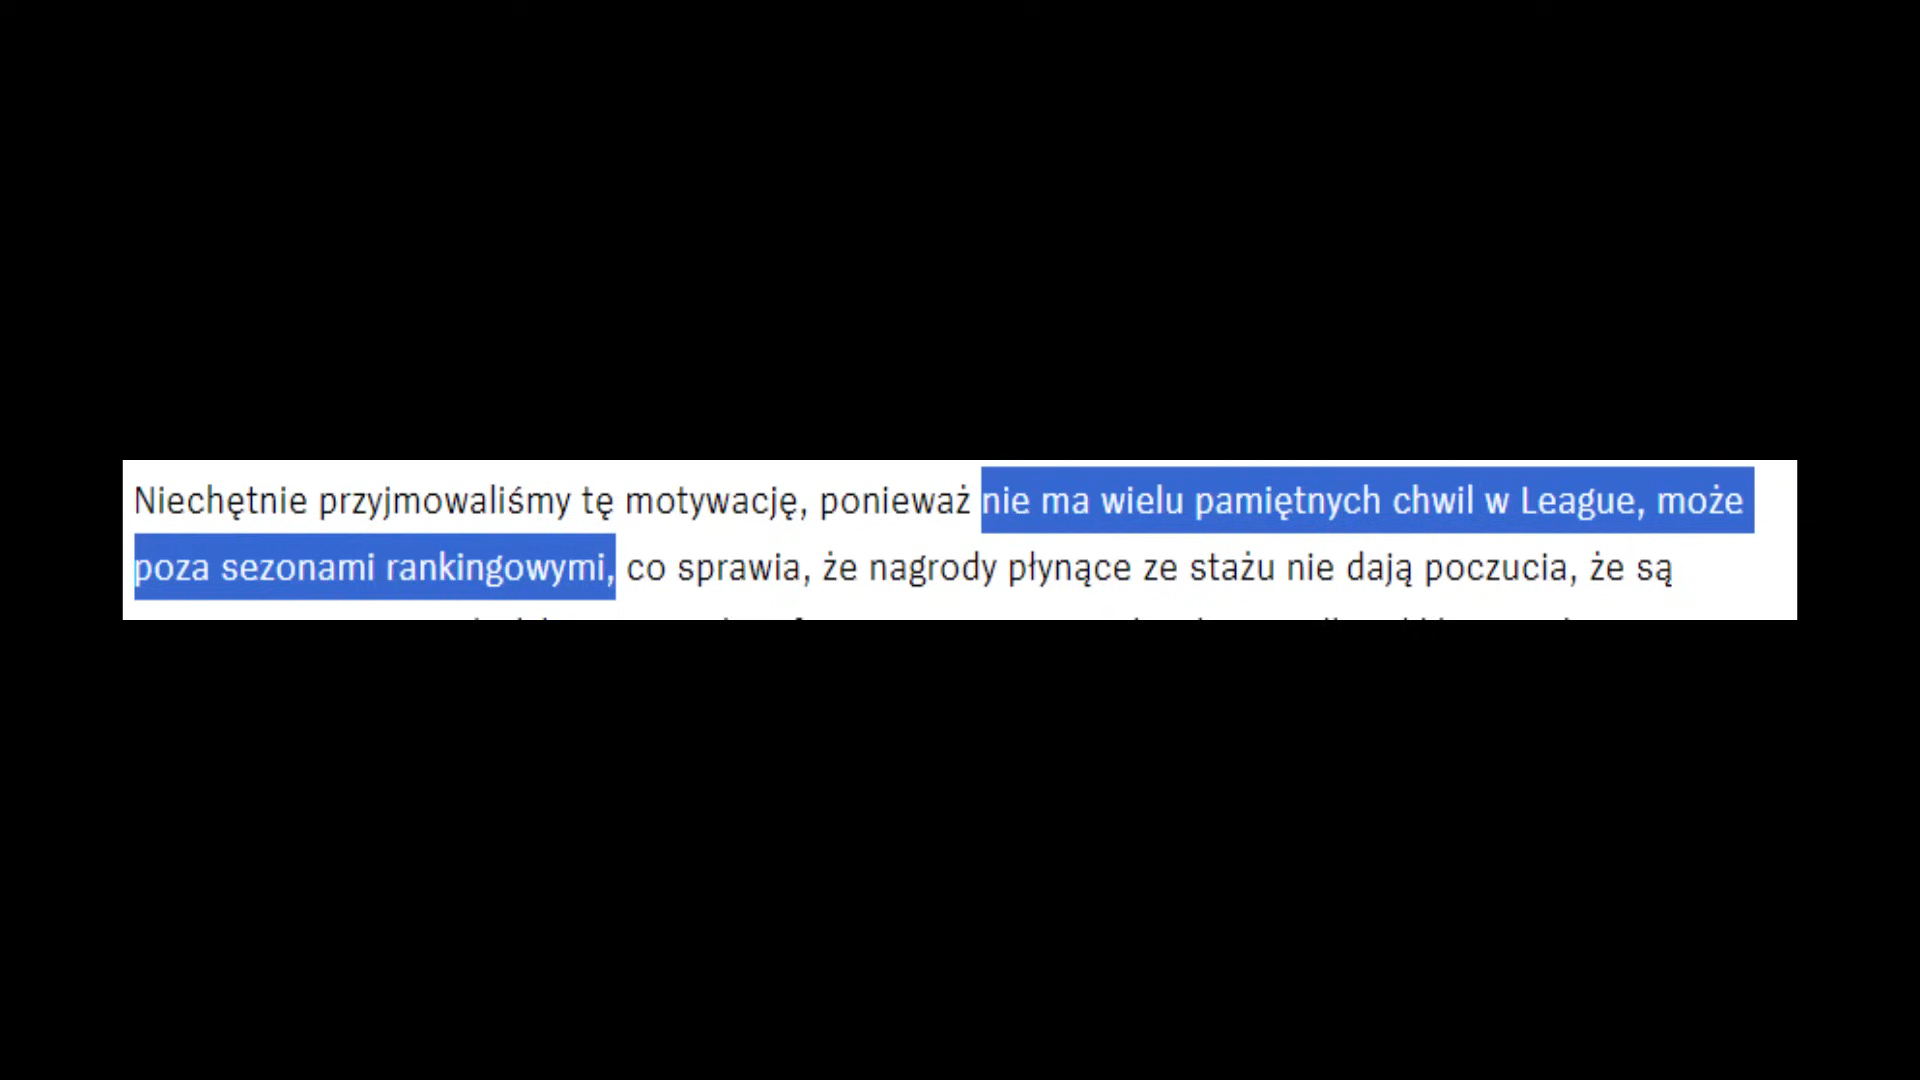 Niechętnie przyjmowaliśmy tę motywację, ponieważ nie ma wielu pamiętnych chwil w League, może
poza sezonami rankingowymi, co sprawia, że nagrody płynące ze stażu nie dają poczucia, że są